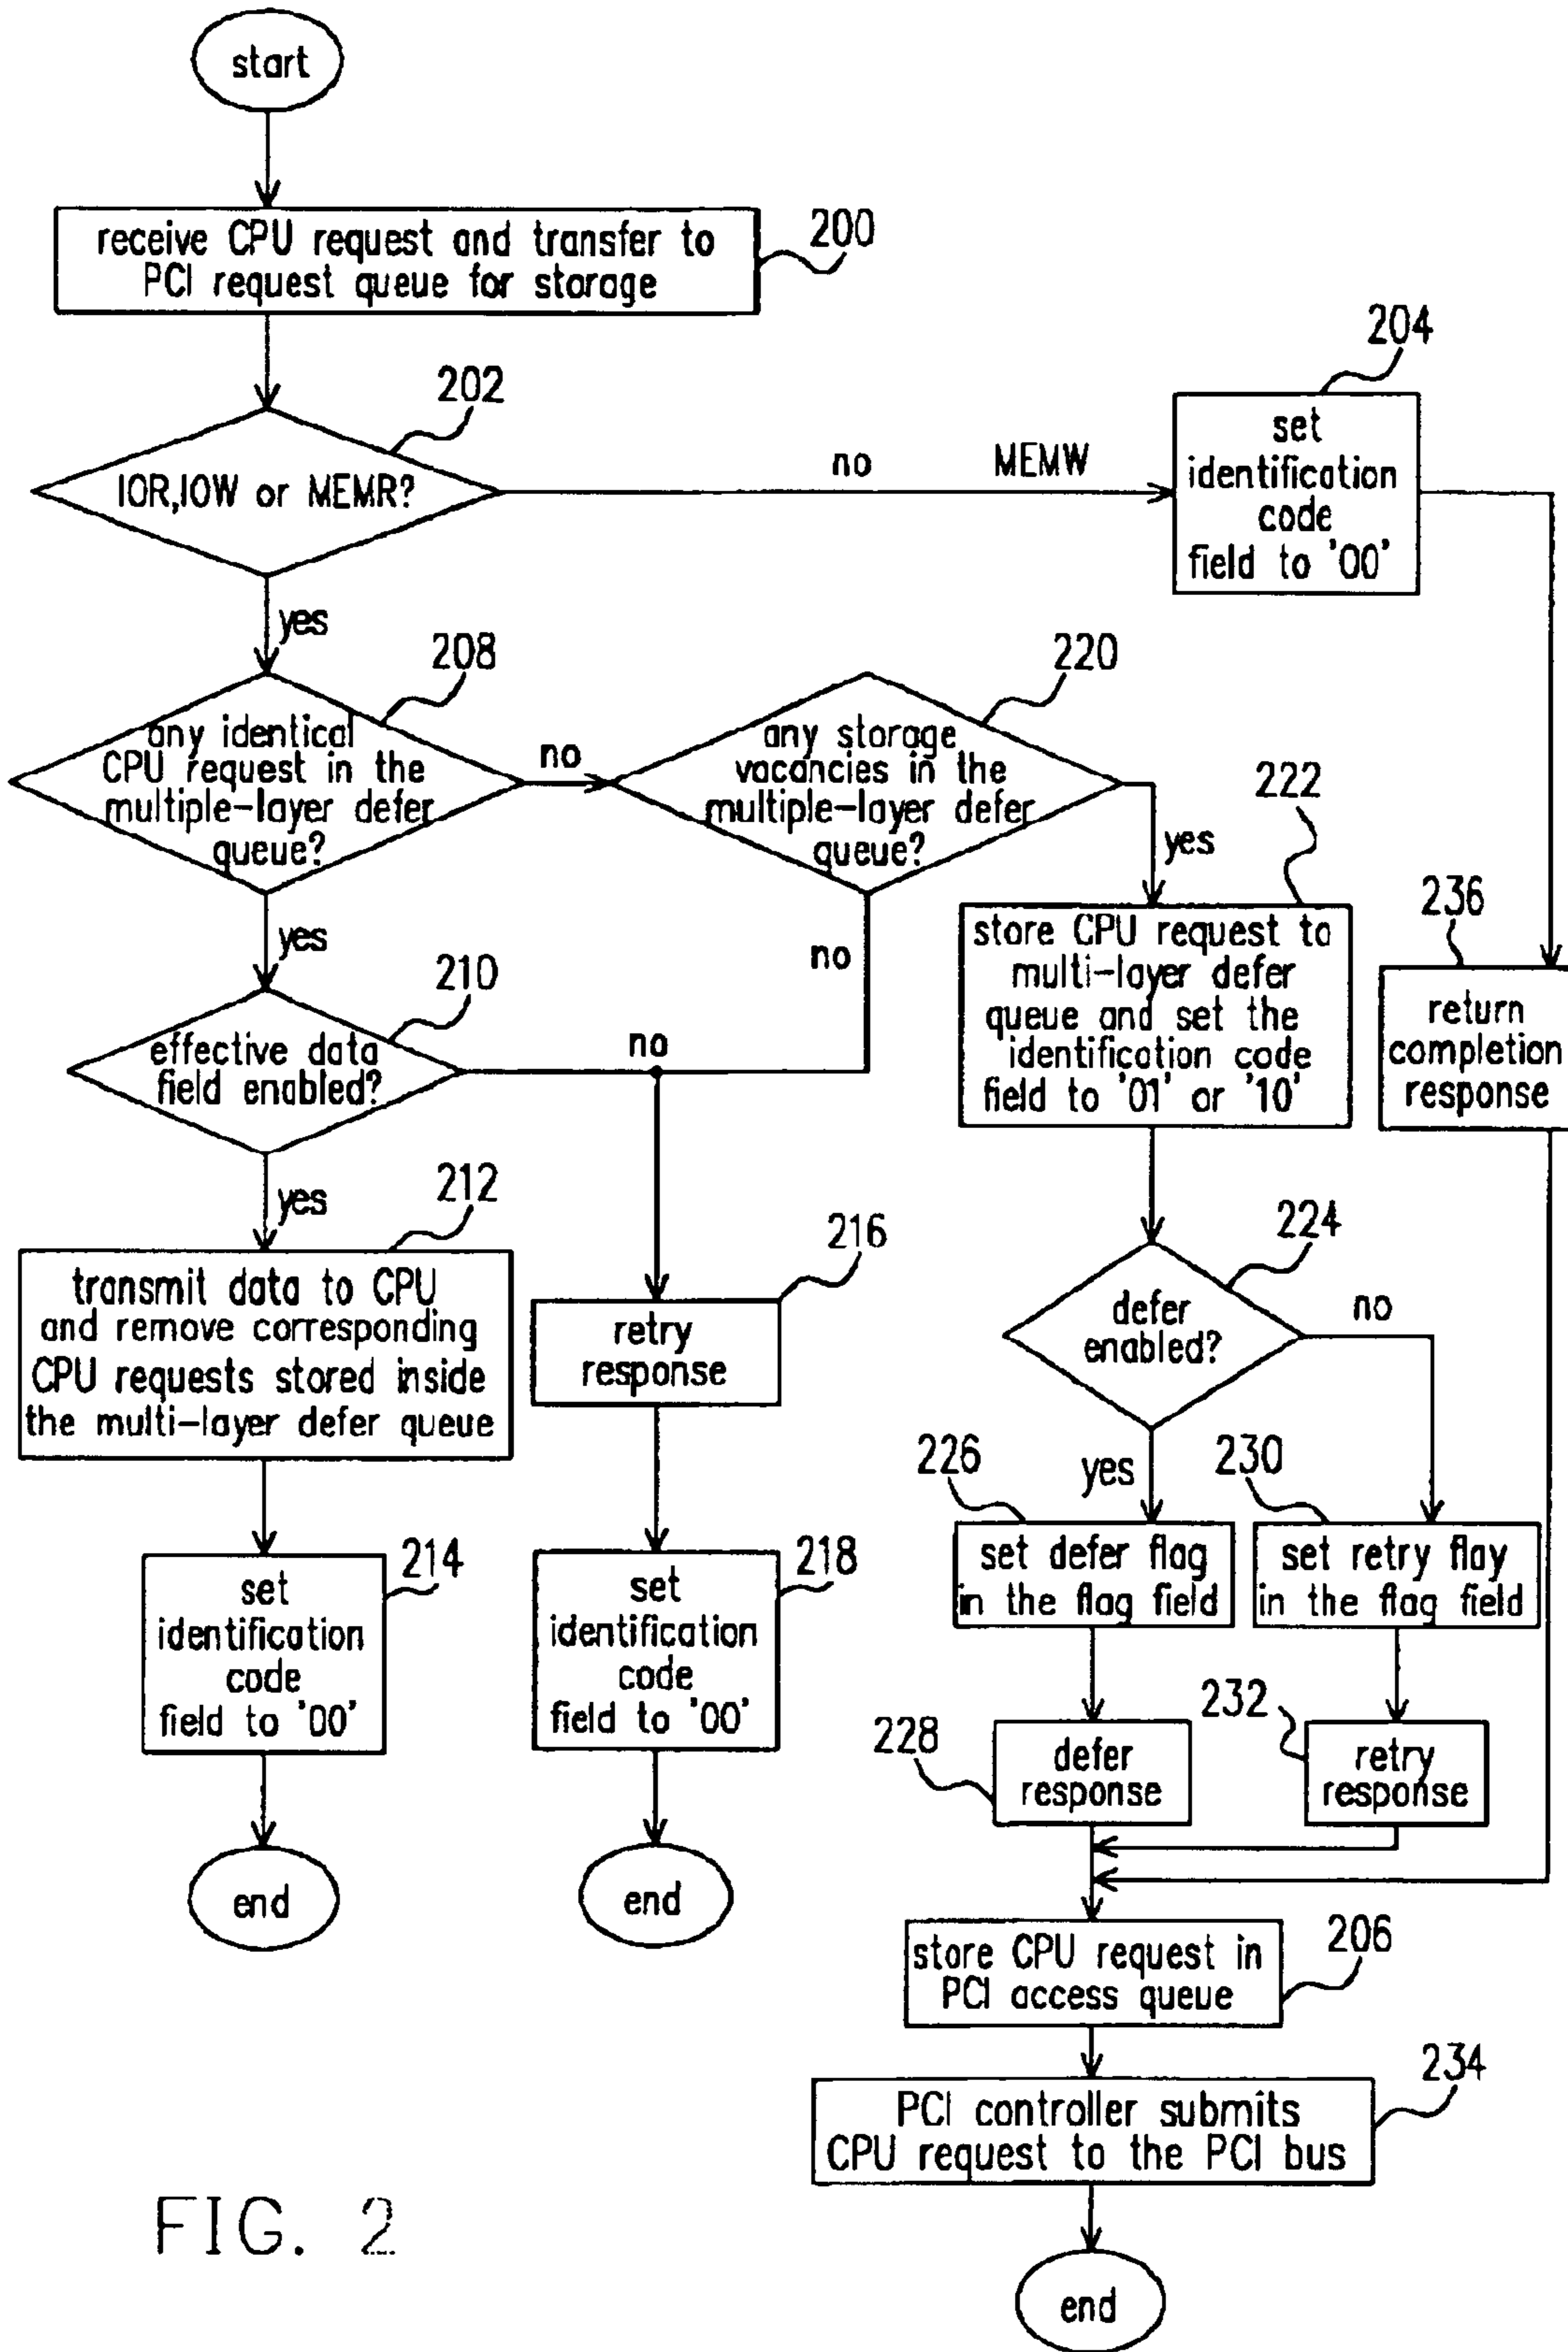 start
receive CPU request and transfer to
PCI request queue for storage
200
202
IOR,IOW or MEMR?
no
MEMW
204
set
identification
code
field to '00'
yes
208
any identical
CPU request in the
multiple-layer defer
queue?
no
220
any storage
vacancies in the
multiple-layer defer
queue?
yes
222
store CPU request to
multi-layer defer
queue and set the
identification code
field to '01' or '10'
236
return
completion
response
yes
no
210
effective data
field enabled?
no
yes
212
transmit data to CPU
and remove corresponding
CPU requests stored inside
the multi-layer defer queue
216
retry
response
224
defer
enabled?
no
yes
226
set defer flag
in the flag field
230
set retry flay
in the flag field
214
set
identification
code
field to '00'
218
set
identification
code
field to '00'
228
defer
response
232
retry
response
end
end
store CPU request in
PCI access queue
206
PCI controller submits
CPU request to the PCI bus
234
end
FIG. 2